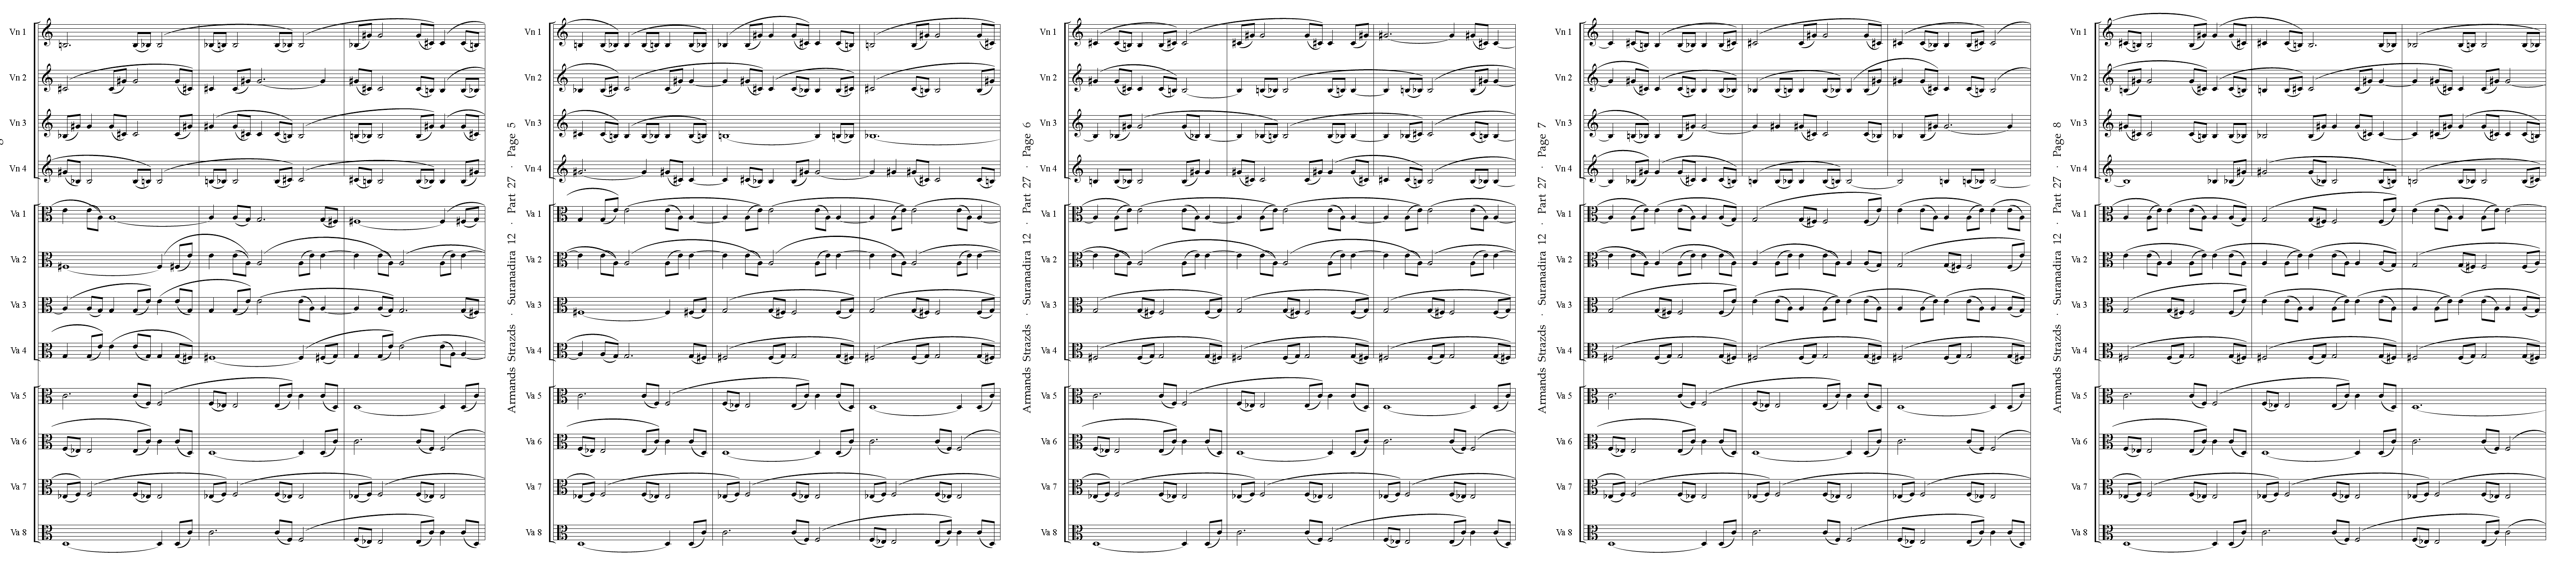 Vn 1
Vn 2
Vn 3
Vn 4
Va 1
Va 2
Va 3
Va 4
Va 5
Va 6
Va 7
Va 8
Armands Strazds · Suranadira 12 · Part 27 · Page 5
Vn 1
Vn 2
Vn 3
Vn 4
Va 1
Va 2
Va 3
Va 4
Va 5
Va 6
Va 7
Va 8
Armands Strazds · Suranadira 12 · Part 27 · Page 6
Vn 1
Vn 2
Vn 3
Vn 4
Va 1
Va 2
Va 3
Va 4
Va 5
Va 6
Va 7
Va 8
Armands Strazds · Suranadira 12 · Part 27 · Page 7
Vn 1
Vn 2
Vn 3
Vn 4
Va 1
Va 2
Va 3
Va 4
Va 5
Va 6
Va 7
Va 8
Armands Strazds · Suranadira 12 · Part 27 · Page 8
Vn 1
Vn 2
Vn 3
Vn 4
Va 1
Va 2
Va 3
Va 4
Va 5
Va 6
Va 7
Va 8